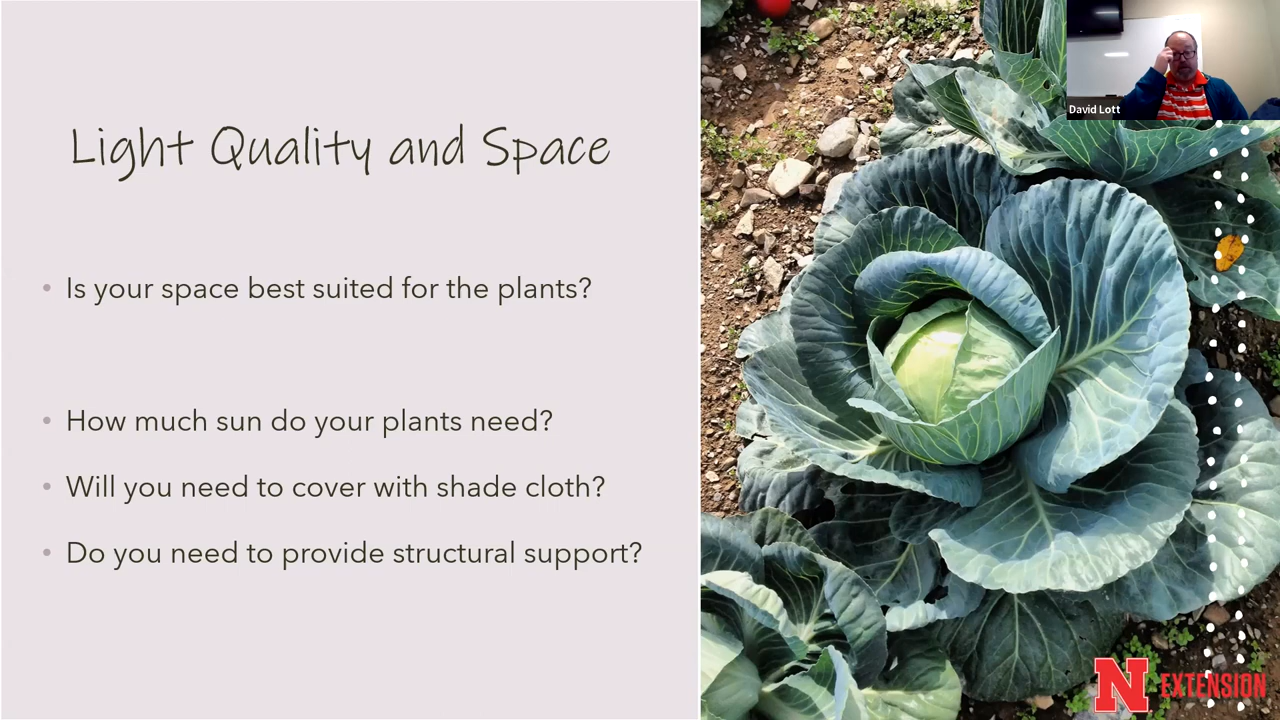 Light Quality and Space
• Is your space best suited for the plants?
• How much sun do your plants need?
• Will you need to cover with shade cloth?
• Do you need to provide structural support?
David Lott
N EXTENSION